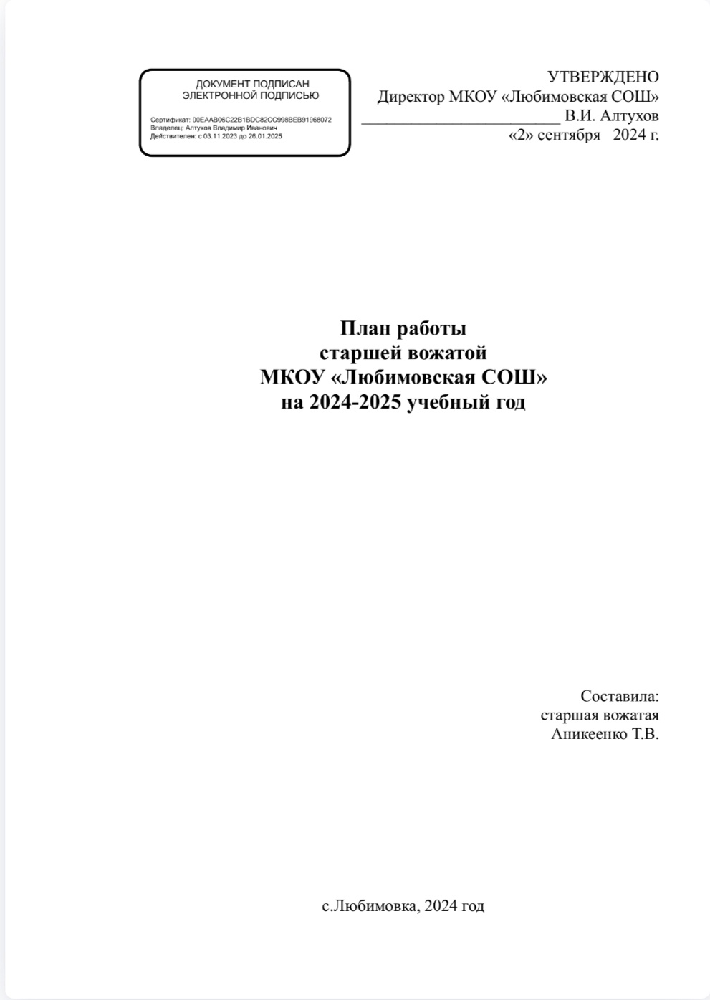 ДОКУМЕНТ ПОДПИСАН
ЭЛЕКТРОННОЙ ПОДПИСЬЮ
Сертификат: 00EAAB06C22B1BDC82CC998BEB91968072
Владелец: Алтухов Владимир Иванович
Действителен: с 03.11.2023 до 26.01.2025
УТВЕРЖДЕНО
Директор МКОУ «Любимовская СОШ»
_________________________ В.И. Алтухов
«2» сентября 2024 г.
План работы
старшей вожатой
МКОУ «Любимовская СОШ»
на 2024-2025 учебный год
Составила:
старшая вожатая
Аникеенко Т.В.
с.Любимовка, 2024 год